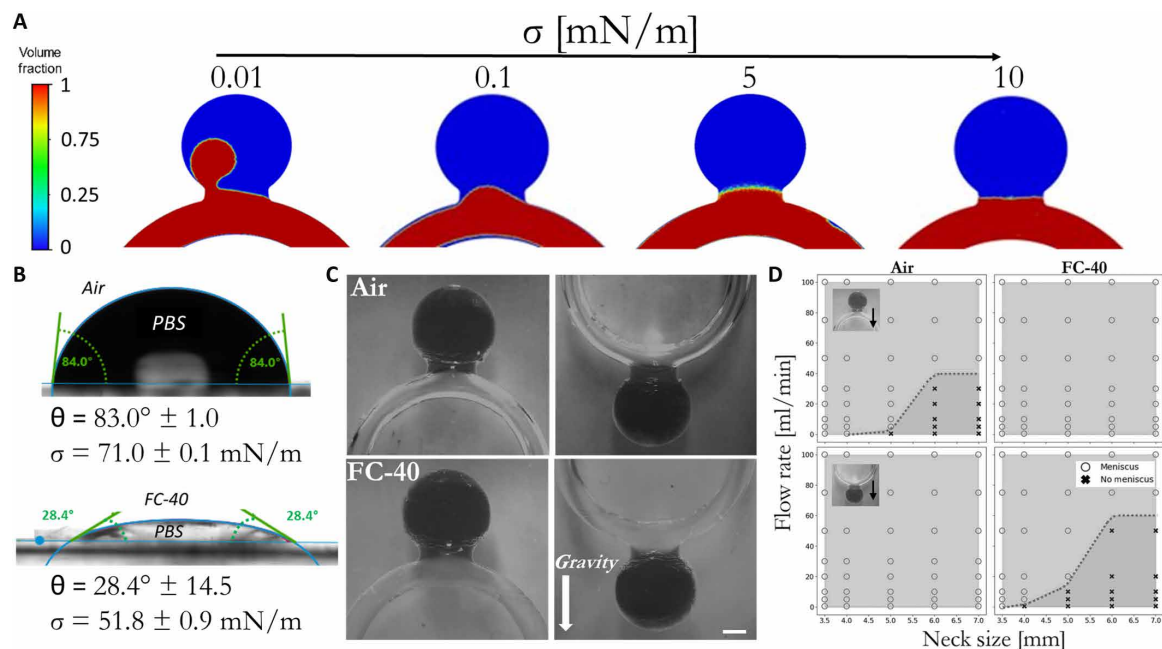 A
σ [mN/m]
Volume
fraction
1
0.75
0.25
0
0.01
0.1
5
10
B
Air
PBS
84.0°
84.0°
θ = 83.0° ± 1.0
σ = 71.0 ± 0.1 mN/m
FC-40
28.4°
28.4°
PBS
θ = 28.4° ± 14.5
σ = 51.8 ± 0.9 mN/m
C
Air
FC-40
Gravity
D
Air
FC-40
Flow rate [ml/min]
100
80
60
40
20
0
100
80
60
40
20
0
Meniscus
No meniscus
3.5 4.0 4.5 5.0 5.5 6.0 6.5 7.0
3.5 4.0 4.5 5.0 5.5 6.0 6.5 7.0
Neck size [mm]